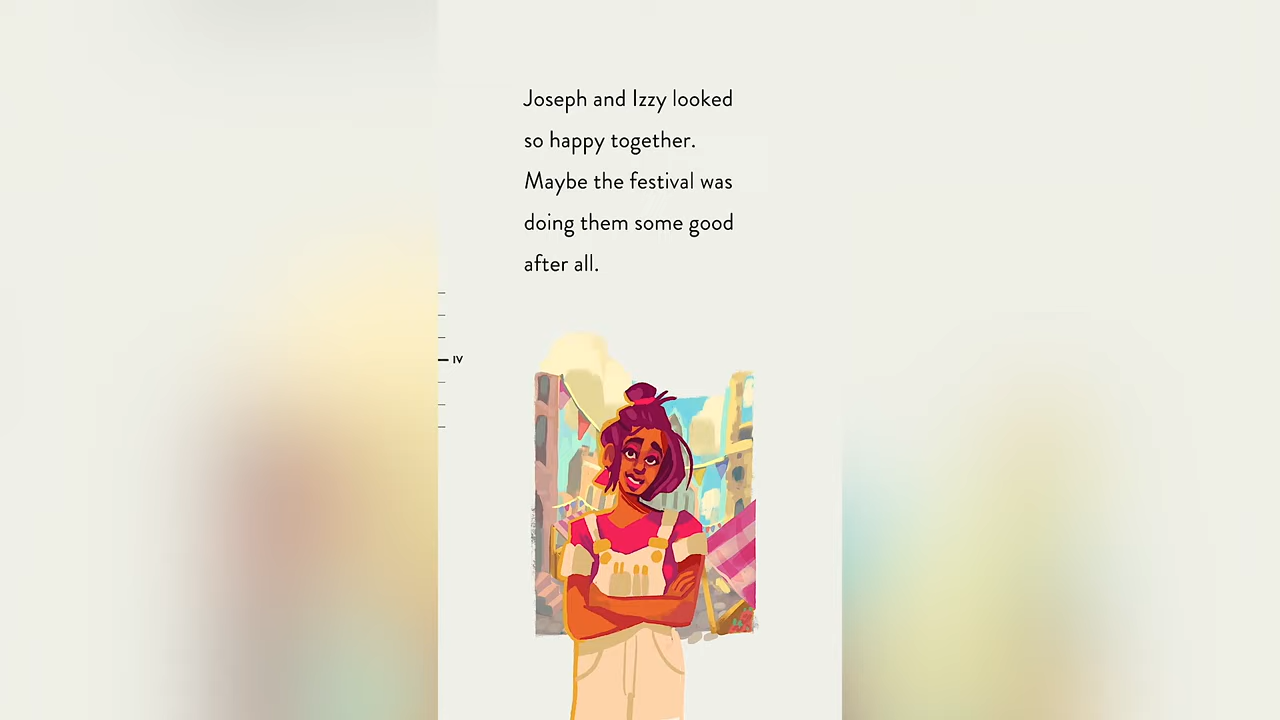 Joseph and Izzy looked
so happy together.
Maybe the festival was
doing them some good
after all.
IV